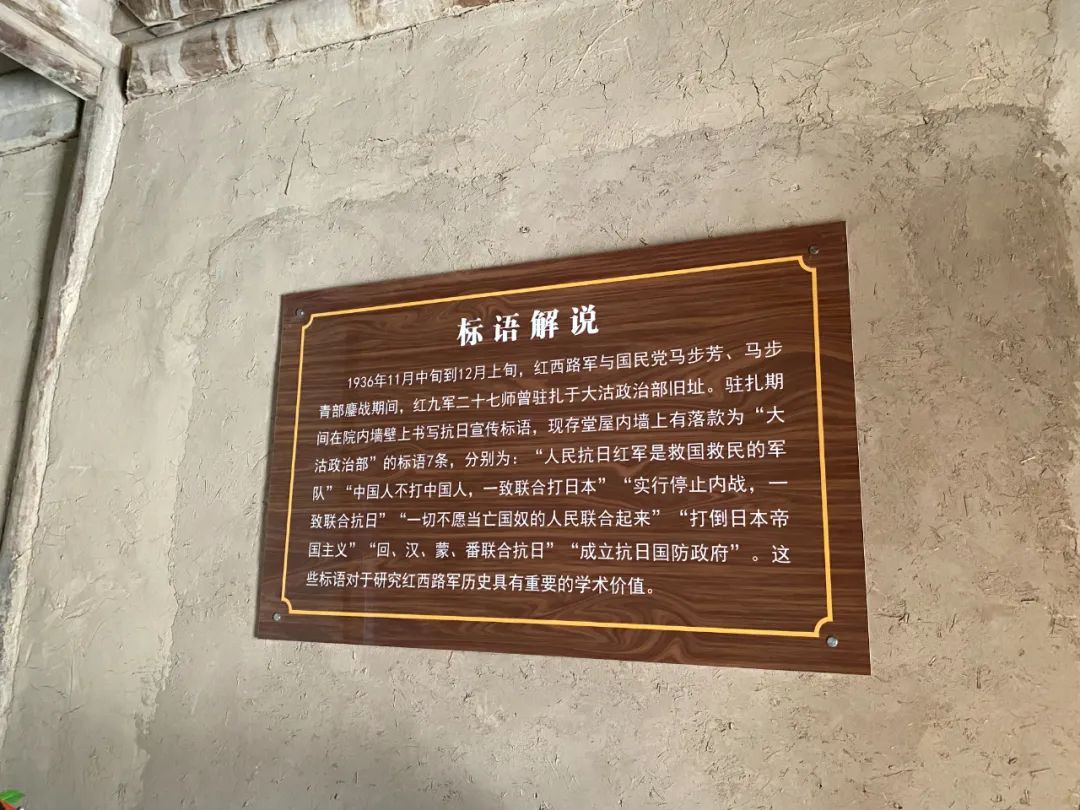 标语解说
1936年11月中旬到12月上旬，红西路军与国民党马步芳、马步
青部鏖战期间，红九军二十七师曾驻扎于大沽政治部旧址。驻扎期
间在院内墙壁上书写抗日宣传标语，现存堂屋内墙上有落款为“大
沽政治部”的标语7条，分别为：“人民抗日红军是救国救民的军
队”“中国人不打中国人，一致联合打日本”“实行停止内战，一
致联合抗日”“一切不愿当亡国奴的人民联合起来”“打倒日本帝
国主义”“回、汉、蒙、番联合抗日”“成立抗日国防政府”。这
些标语对于研究红西路军历史具有重要的学术价值。